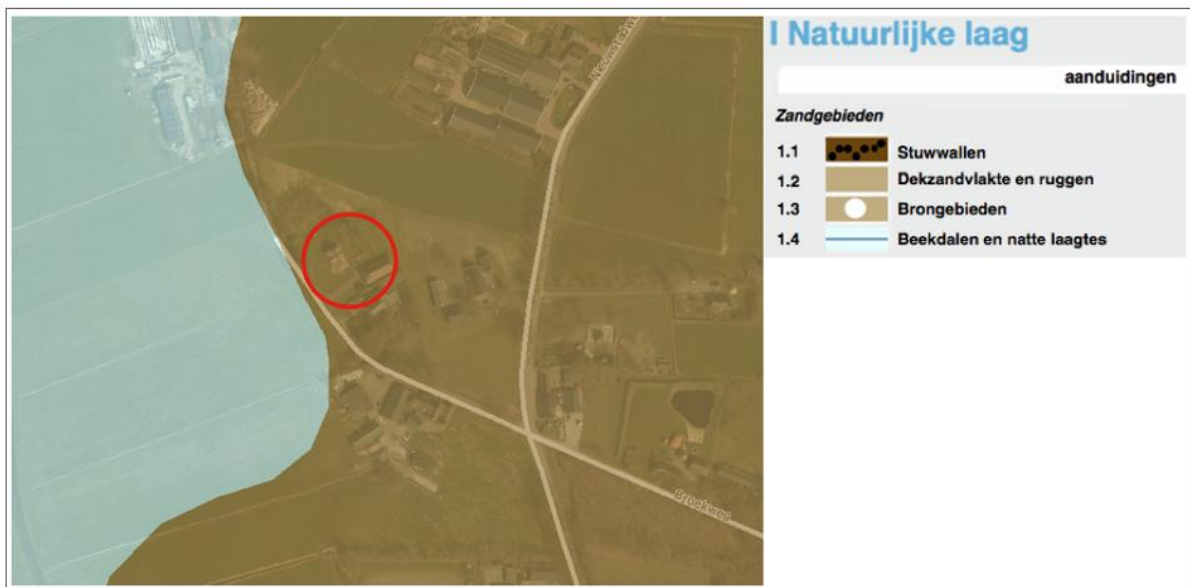 Nieuwstadweg
Broekweg
I Natuurlijke laag
aanduidingen
Zandgebieden
1.1 Stuwwallen
1.2 Dekzandvlakte en ruggen
1.3 Brongebieden
1.4 Beekdalen en natte laagtes